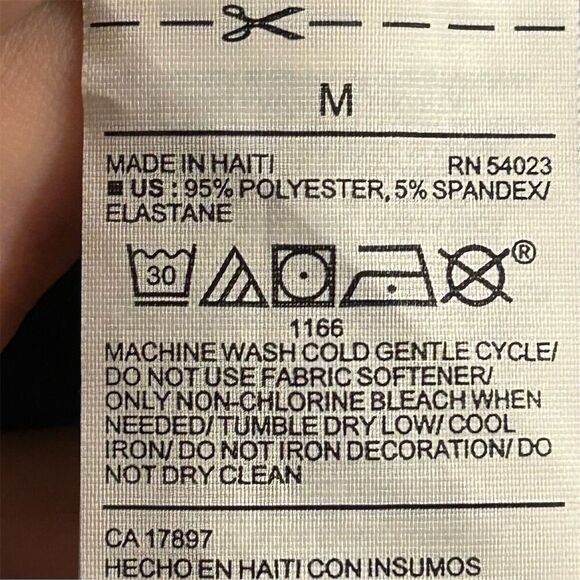 M
MADE IN HAITI RN 54023
US : 95% POLYESTER, 5% SPANDEX/
ELASTANE
30 ®
1166
MACHINE WASH COLD GENTLE CYCLE/
DO NOT USE FABRIC SOFTENER/
ONLY NON-CHLORINE BLEACH WHEN
NEEDED/ TUMBLE DRY LOW/ COOL
IRON/ DO NOT IRON DECORATION/ DO
NOT DRY CLEAN
CA 17897
HECHO EN HAITI CON INSUMOS